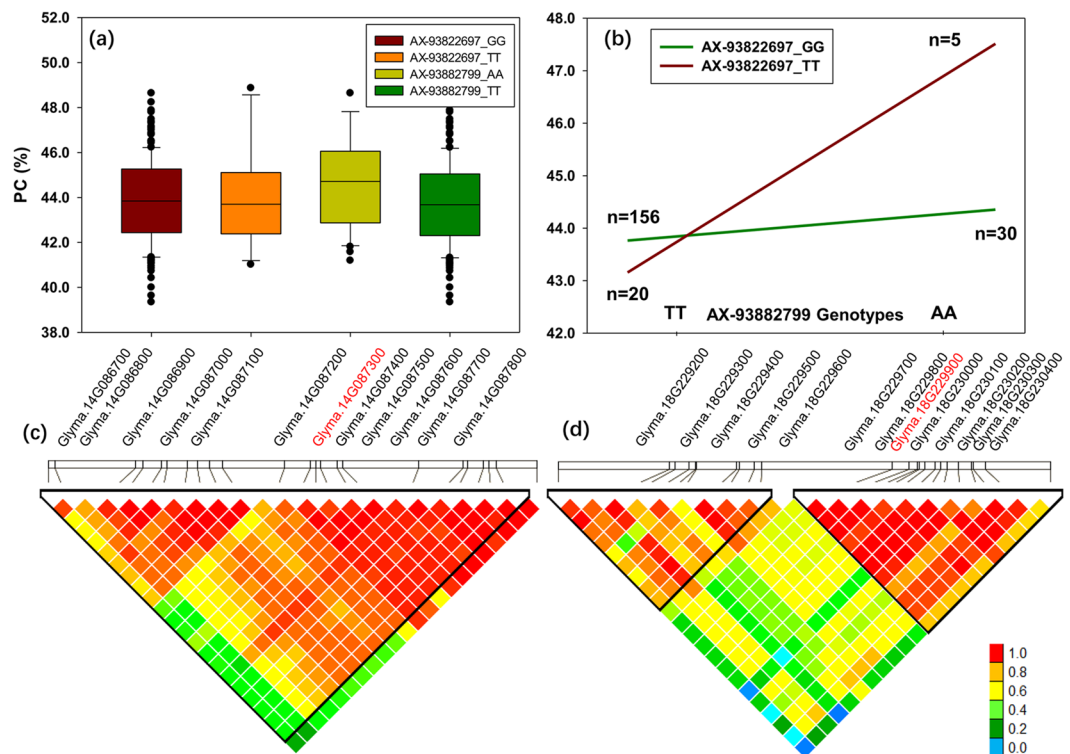 (a)
52.0
50.0
48.0
46.0
44.0
42.0
40.0
38.0
PC (%)
AX-93822697_GG
AX-93822697_TT
AX-93882799_AA
AX-93882799_TT
(b)
48.0
47.0
46.0
45.0
44.0
43.0
42.0
AX-93822697_GG
AX-93822697_TT
n=5
n=156
n=30
n=20
TT
AX-93882799 Genotypes
AA
(c)
Glyma.14G086700
Glyma.14G086800
Glyma.14G086900
Glyma.14G087000
Glyma.14G087100
Glyma.14G087200
Glyma.14G087300
Glyma.14G087400
Glyma.14G087500
Glyma.14G087600
Glyma.14G087700
Glyma.14G087800
(d)
Glyma.18G229200
Glyma.18G229300
Glyma.18G229400
Glyma.18G229500
Glyma.18G229600
Glyma.18G229700
Glyma.18G229800
Glyma.18G229900
Glyma.18G230000
Glyma.18G230100
Glyma.18G230200
Glyma.18G230300
Glyma.18G230400
1.0
0.8
0.6
0.4
0.2
0.0